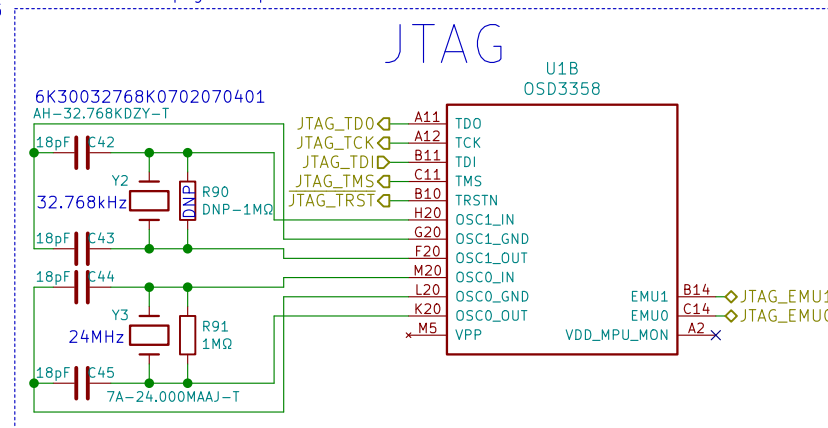 JTAG
U1B
OSD3358
6K30032768K0702070401
AH-32.768KDZY-T
18pF C42
Y2
32.768kHz
DNP
R90
DNP-1MΩ
18pF C43
18pF C44
Y3
24MHz
R91
1MΩ
18pF C45
7A-24.000MAAJ-T
JTAG_TDO A11 TDO
JTAG_TCK A12 TCK
JTAG_TDI B11 TDI
JTAG_TMS C11 TMS
JTAG_TRST B10 TRSTN
H20 OSC1_IN
G20 OSC1_GND
F20 OSC1_OUT
M20 OSC0_IN
L20 OSC0_GND
K20 OSC0_OUT
M5 VPP
EMU1 B14 JTAG_EMU1
EMU0 C14 JTAG_EMU0
VDD_MPU_MON A2